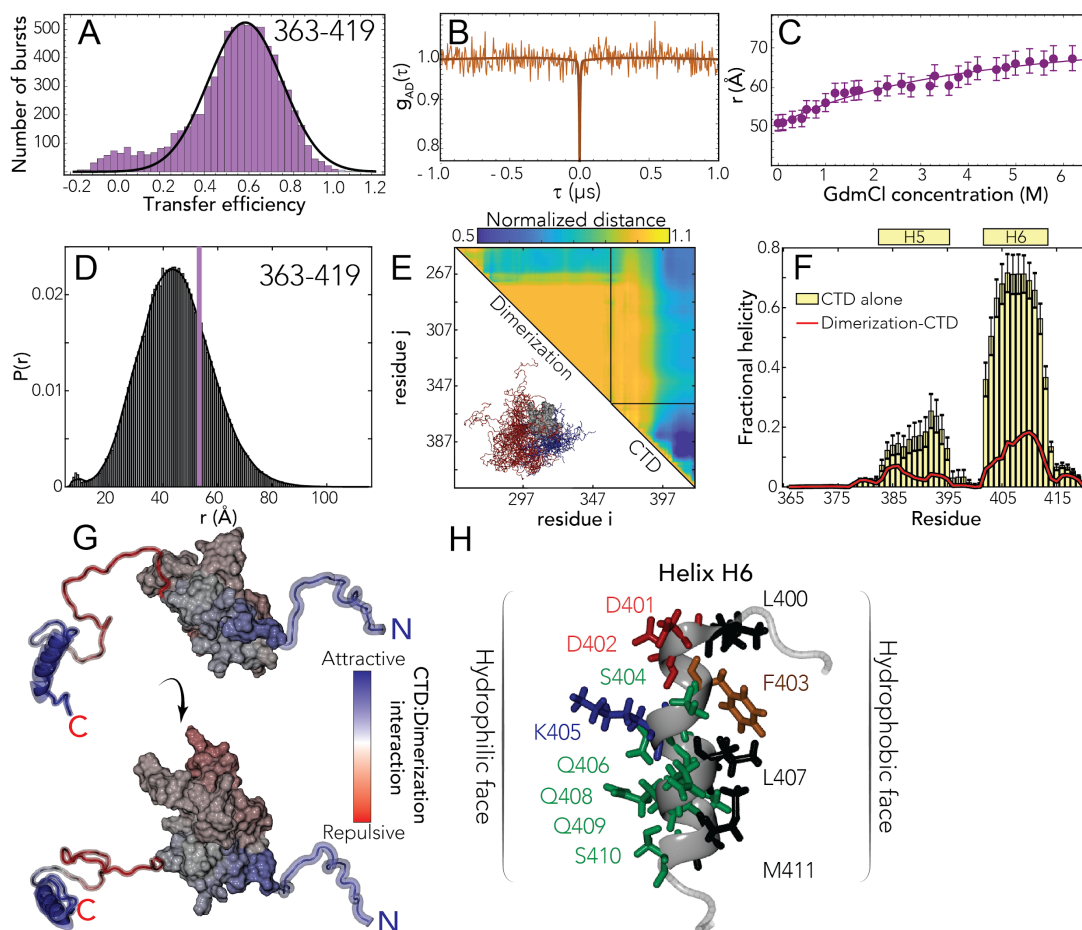 A
363-419
Number of bursts
500
400
300
200
100
-0.2
0.0
0.2
0.4
0.6
0.8
1.0
1.2
Transfer efficiency
B
gAD(τ)
1.0
0.9
0.8
- 1.0
-0.5
0.0
0.5
1.0
τ (μs)
C
r (Å)
70
60
50
0
1
2
3
4
5
6
GdmCl concentration (M)
D
363-419
P(r)
0.02
0.01
0
20
40
60
80
100
r (Å)
E
Normalized distance
0.5
1.1
residue j
267
307
347
387
Dimerization
CTD
297
347
397
residue i
F
H5
H6
Fractional helicity
0.8
0.6
0.4
0.2
0
CTD alone
Dimerization-CTD
365
385
395
410
415
Residue
G
N
C
Attractive
Repulsive
CTD:Dimerization
interaction
C
N
H
Helix H6
Hydrophilic face
Hydrophobic face
D401
L400
D402
S404
F403
K405
Q406
L407
Q408
Q409
S410
M411